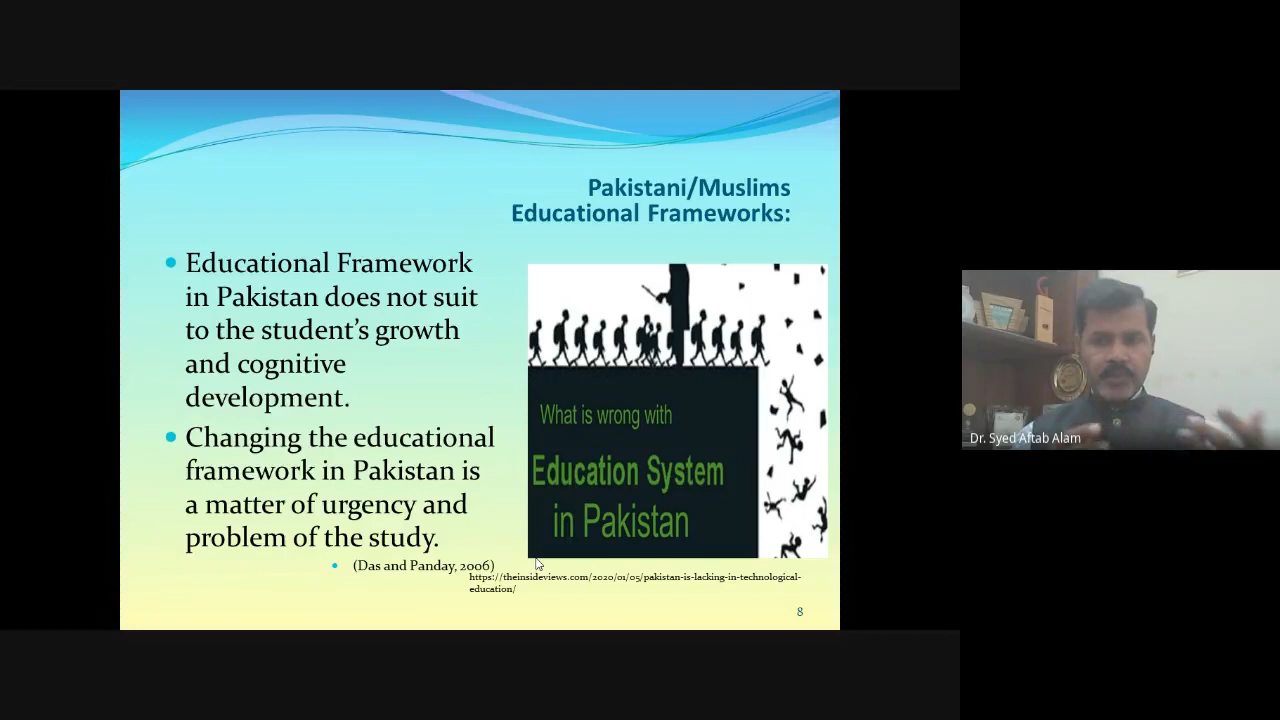 Pakistani/Muslims
Educational Frameworks:
Educational Framework
in Pakistan does not suit
to the student’s growth
and cognitive
development.
Changing the educational
framework in Pakistan is
a matter of urgency and
problem of the study.
(Das and Panday, 2006)
What is wrong with
Education System
in Pakistan
https://theinsideviews.com/2020/01/05/pakistan-is-lacking-in-technological-
education/
8
Dr. Syed Aftab Alam